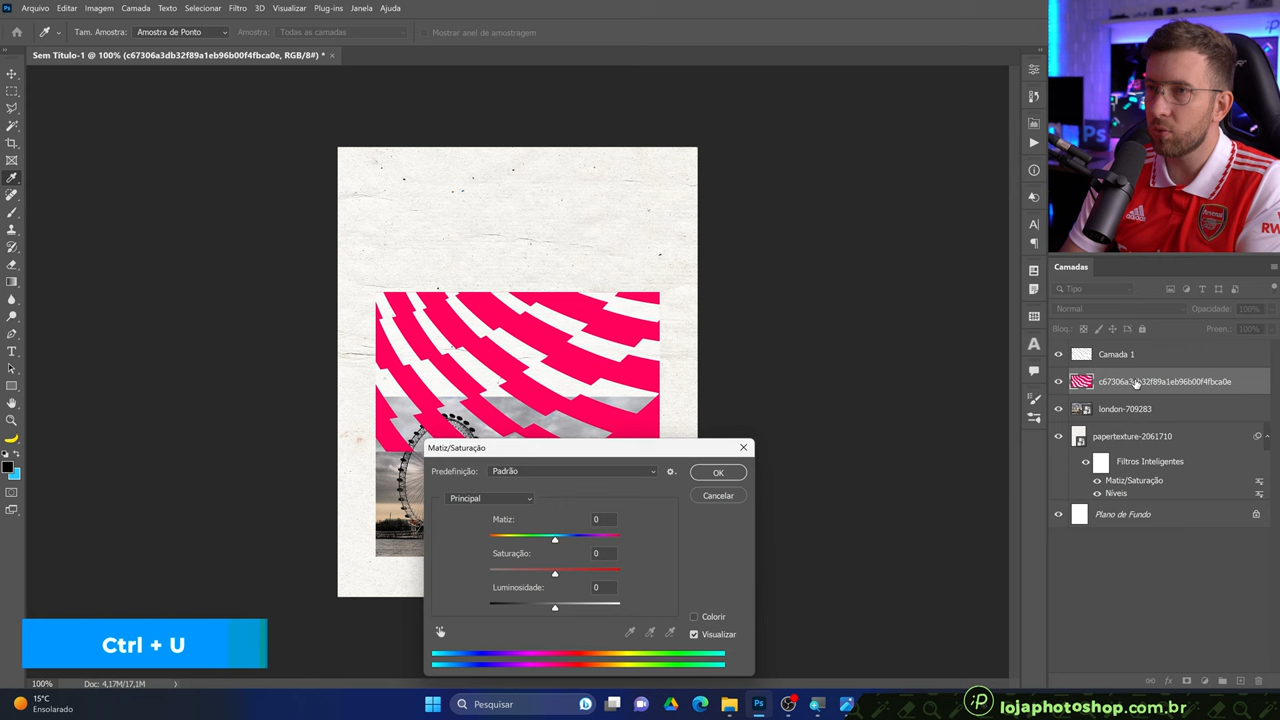 Arquivo Editar Imagem Camada Texto Selecionar Filtro 3D Visualizar Plug-ins Janela Ajuda
Tam. Amostra: Amostra de Ponto Amostra: Todas as camadas Mostrar anel de amostragem
Sem Título-1 @ 100% (c67306a3db32f89a1eb96b00f4fbca0e, RGB/8#) * ×
Camadas
Tipo
Normal Opacidade: 100%
Bloq.: Preen.: 100%
Camada 1
c67306a3db32f89a1eb96b00f4fbca0e
london-709283
papertexture-2061710
Filtros Inteligentes
Matiz/Saturação
Níveis
Plano de Fundo
Matiz/Saturação
Predefinição: Padrão
OK
Cancelar
Principal
Matiz: 0
Saturação: 0
Luminosidade: 0
Colorir
Visualizar
Ctrl + U
100% Doc: 4,17M/17,1M
15°C
Ensolarado
Pesquisar
lojaphotoshop.com.br
Arsenal
adidas
Ps